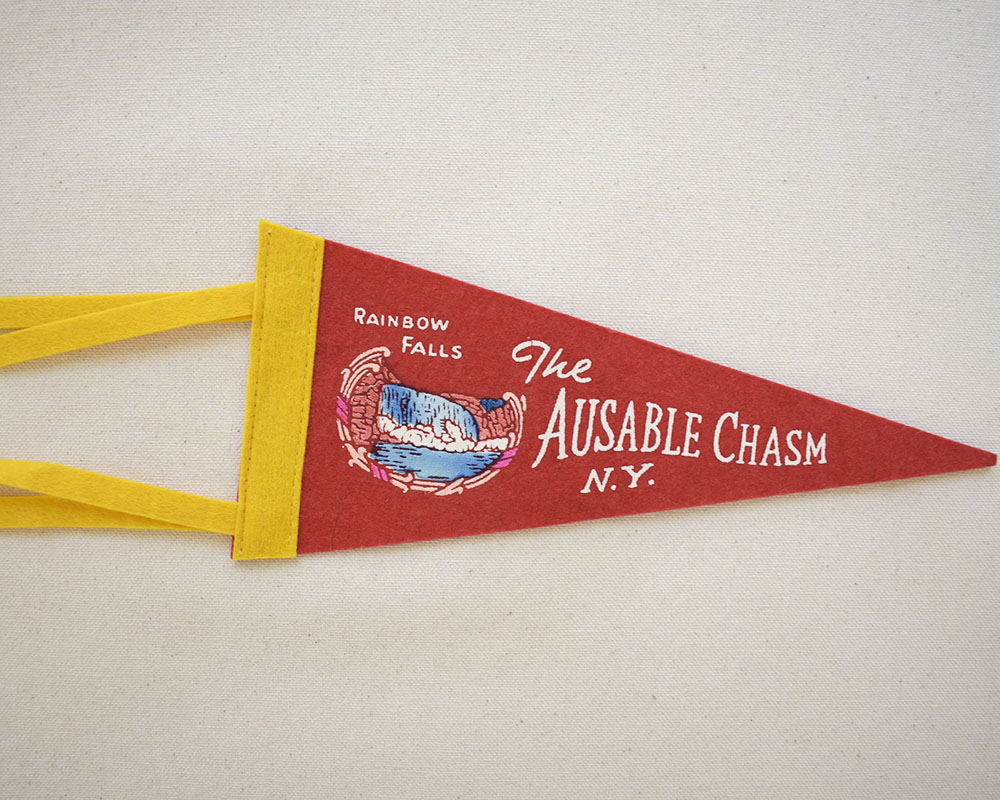 RAINBOW
FALLS
The
AUSABLE CHASM
N.Y.